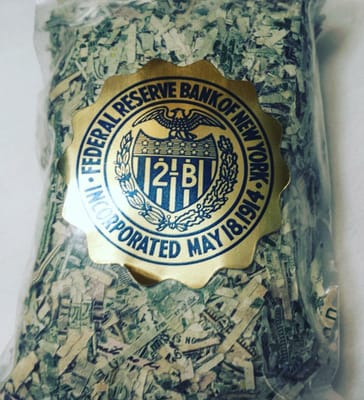 FEDERAL RESERVE BANK OF NEW YORK
2-B
INCORPORATED MAY 18, 1914